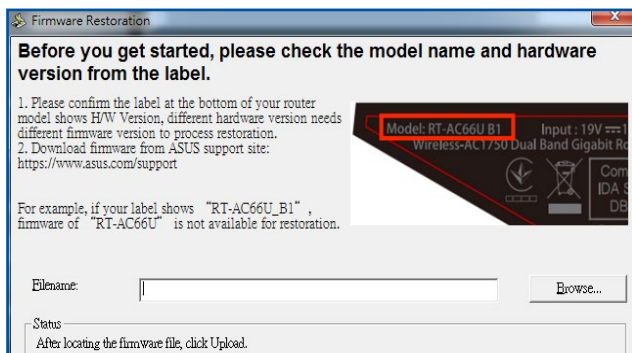 Firmware Restoration
Before you get started, please check the model name and hardware
version from the label.
1. Please confirm the label at the bottom of your router
model shows H/W Version, different hardware version needs
different firmware version to process restoration.
2. Download firmware from ASUS support site:
https://www.asus.com/support
Model: RT-AC66U B1 Input : 19V
Wireless-AC1750 Dual Band Gigabit Ro
Com
IDA S
DB
For example, if your label shows “RT-AC66U_B1”,
firmware of “RT-AC66U” is not available for restoration.
Filename:
Browse...
Status
After locating the firmware file, click Upload.